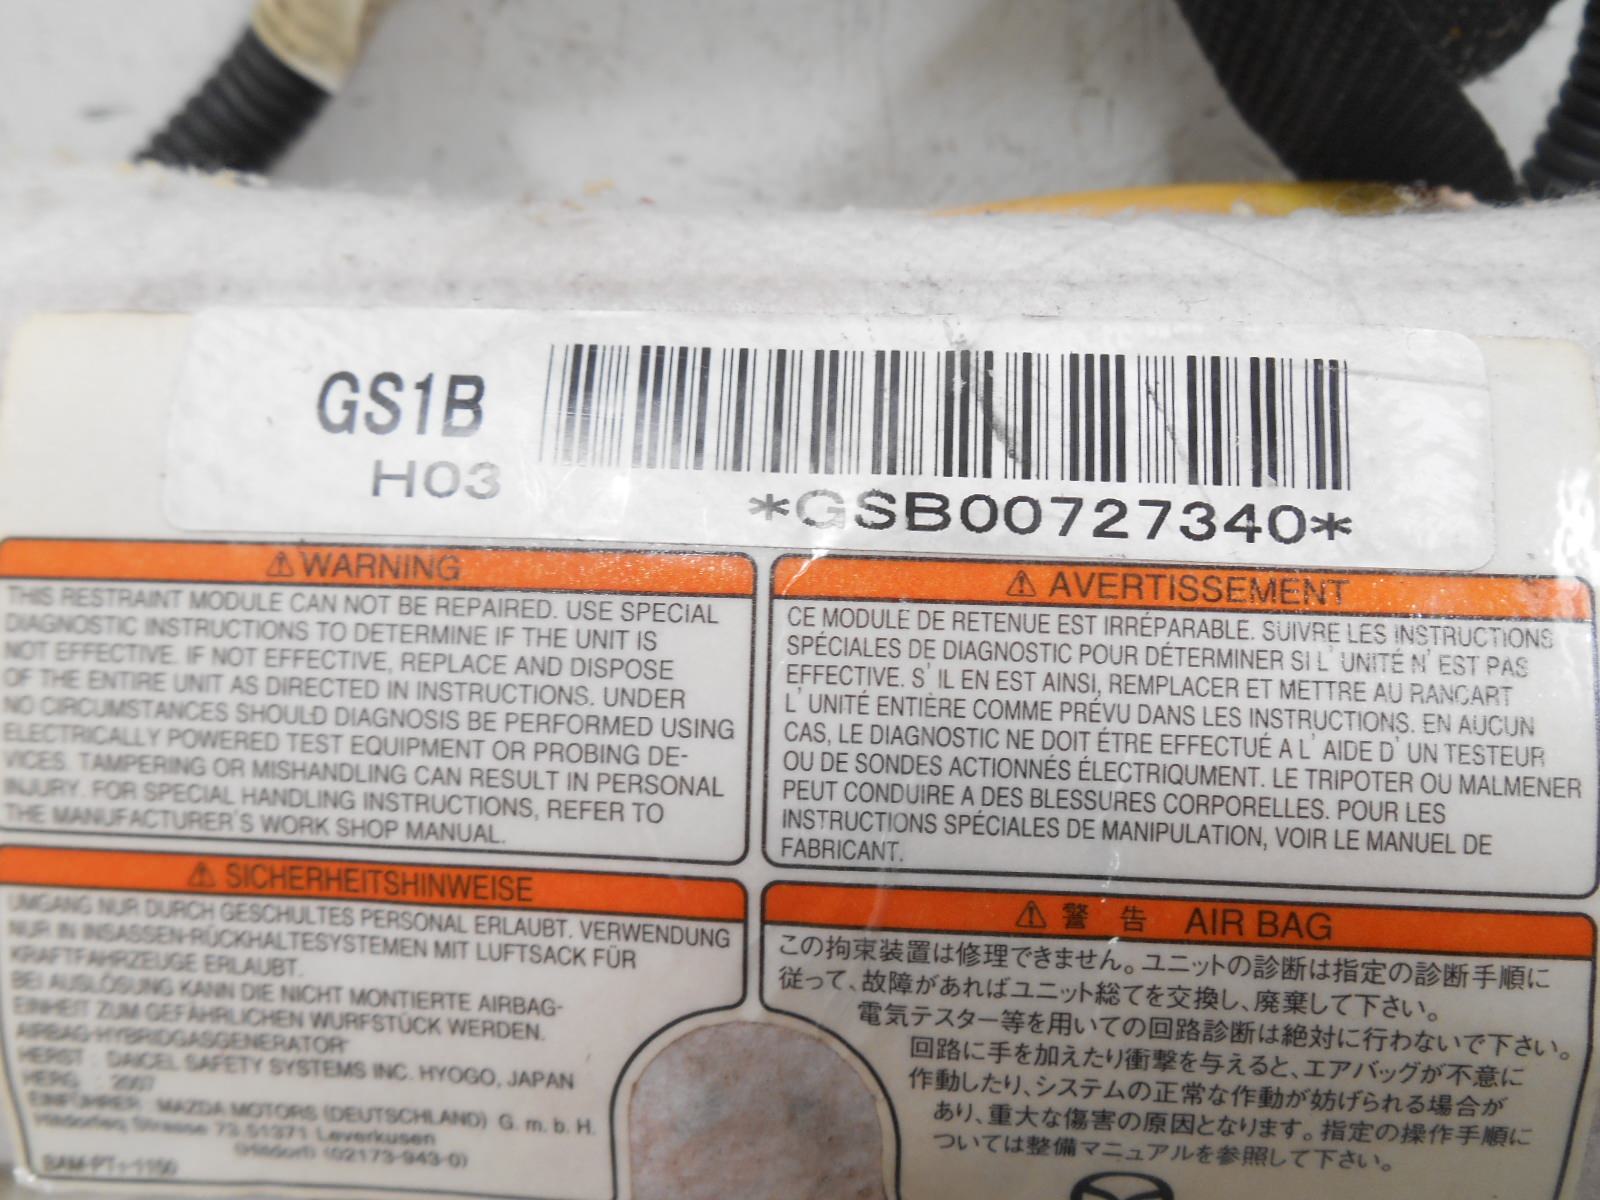 GS1B
H03
*GSB00727340*
⚠ WARNING
THIS RESTRAINT MODULE CAN NOT BE REPAIRED. USE SPECIAL
DIAGNOSTIC INSTRUCTIONS TO DETERMINE IF THE UNIT IS
NOT EFFECTIVE. IF NOT EFFECTIVE, REPLACE AND DISPOSE
OF THE ENTIRE UNIT AS DIRECTED IN INSTRUCTIONS. UNDER
NO CIRCUMSTANCES SHOULD DIAGNOSIS BE PERFORMED USING
ELECTRICALLY POWERED TEST EQUIPMENT OR PROBING DE-
VICES. TAMPERING OR MISHANDLING CAN RESULT IN PERSONAL
INJURY. FOR SPECIAL HANDLING INSTRUCTIONS, REFER TO
THE MANUFACTURER'S WORK SHOP MANUAL.
⚠ AVERTISSEMENT
CE MODULE DE RETENUE EST IRRÉPARABLE. SUIVRE LES INSTRUCTIONS
SPÉCIALES DE DIAGNOSTIC POUR DÉTERMINER SI L'UNITÉ N'EST PAS
EFFECTIVE. S'IL EN EST AINSI, REMPLACER ET METTRE AU RANCART
L'UNITÉ ENTIÈRE COMME PRÉVU DANS LES INSTRUCTIONS. EN AUCUN
CAS, LE DIAGNOSTIC NE DOIT ÉTRE EFFECTUÉ A L'AIDE D'UN TESTEUR
OU DE SONDES ACTIONNÉS ÉLECTRIQUMENT. LE TRIPOTER OU MALMENER
PEUT CONDUIRE A DES BLESSURES CORPORELLES. POUR LES
INSTRUCTIONS SPÉCIALES DE MANIPULATION, VOIR LE MANUEL DE
FABRICANT.
⚠ SICHERHEITSHINWEISE
UMGANG NUR DURCH GESCHULTES PERSONAL ERLAUBT. VERWENDUNG
NUR IN INSASSEN-RÜCKHALTESYSTEMEN MIT LUFTSACK FÜR
KRAFTFAHRZEUGE ERLAUBT.
BEI AUSLÖSUNG KANN DIE NICHT MONTIERTE AIRBAG-
EINHEIT ZUM GEFÄHRLICHEN WURFSTÜCK WERDEN.
AIRBAG-HYBRIDGASGENERATOR
HERST : DAICEL SAFETY SYSTEMS INC. HYOGO, JAPAN
HERG : 2007
EINFÜHRER : MAZDA MOTORS (DEUTSCHLAND) G. m. b. H.
Strasse 73.51371 Leverkusen
(Hitdorf) (02173-943-0)
BAM-PT1-1150
⚠ 警 告 AIR BAG
この拘束装置は修理できません。ユニットの診断は指定の診断手順に
従って、故障があればユニット総てを交換し、廃棄して下さい。
電気テスター等を用いての回路診断は絶対に行わないで下さい。
回路に手を加えたり衝撃を与えると、エアバッグが不意に
作動したり、システムの正常な作動が妨げられる場合が
あり、重大な傷害の原因となります。指定の操作手順に
ついては整備マニュアルを参照して下さい。